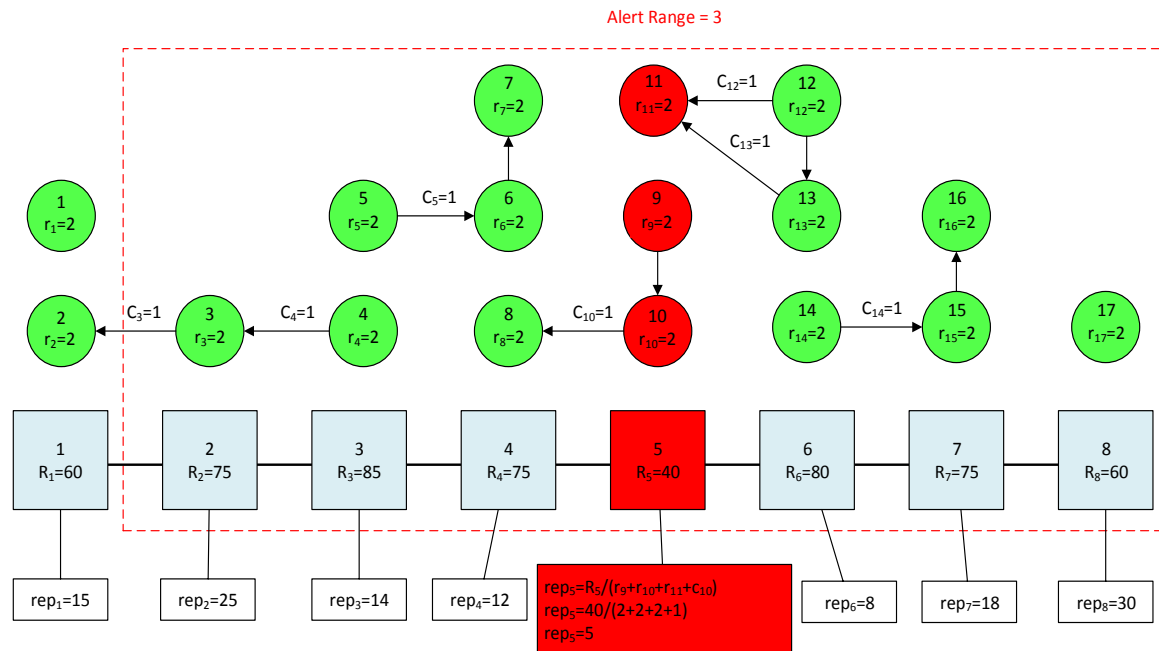 Alert Range = 3
7
r₇=2
11
r₁₁=2
C₁₂=1
12
r₁₂=2
C₁₃=1
1
r₁=2
5
r₅=2
C₅=1
6
r₆=2
9
r₉=2
13
r₁₃=2
16
r₁₆=2
2
r₂=2
C₃=1
3
r₃=2
C₄=1
4
r₄=2
8
r₈=2
C₁₀=1
10
r₁₀=2
14
r₁₄=2
C₁₄=1
15
r₁₅=2
17
r₁₇=2
1
R₁=60
2
R₂=75
3
R₃=85
4
R₄=75
5
R₅=40
6
R₆=80
7
R₇=75
8
R₈=60
rep₁=15
rep₂=25
rep₃=14
rep₄=12
rep₅=R₅/(r₉+r₁₀+r₁₁+c₁₀)
rep₅=40/(2+2+2+1)
rep₅=5
rep₆=8
rep₇=18
rep₈=30